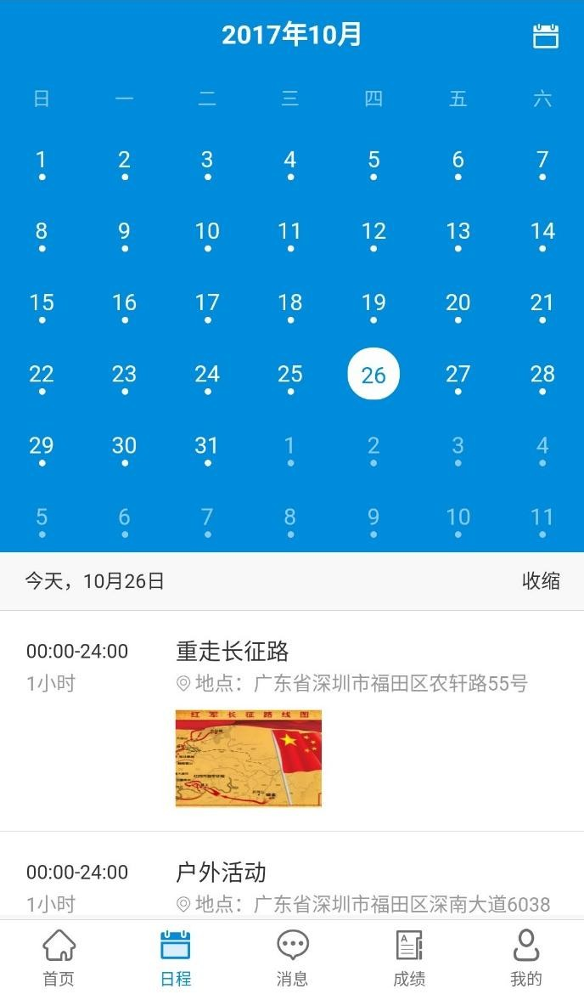 2017年10月
日 一 二 三 四 五 六
1 2 3 4 5 6 7
8 9 10 11 12 13 14
15 16 17 18 19 20 21
22 23 24 25 26 27 28
29 30 31 1 2 3 4
5 6 7 8 9 10 11
今天，10月26日 收缩
00:00-24:00 重走长征路
1小时 地点：广东省深圳市福田区农轩路55号
红军长征路线图
00:00-24:00 户外活动
1小时 地点：广东省深圳市福田区深南大道6038
首页 日程 消息 成绩 我的